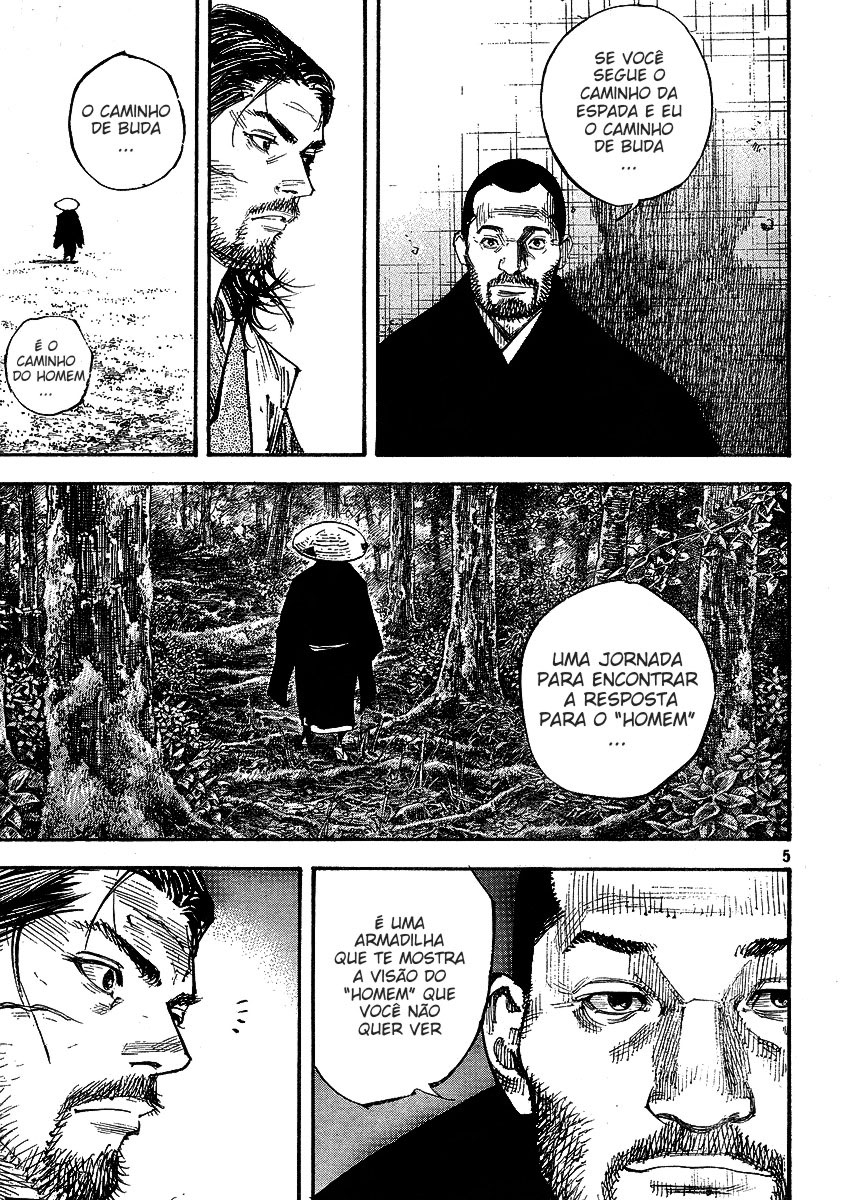 SE VOCÊ
SEGUE O
CAMINHO DA
ESPADA E EU
O CAMINHO
DE BUDA
...
O CAMINHO
DE BUDA
...
É O
CAMINHO
DO HOMEM
...
UMA JORNADA
PARA ENCONTRAR
A RESPOSTA
PARA O "HOMEM"
...
5
É UMA
ARMADILHA
QUE TE MOSTRA
A VISÃO DO
"HOMEM" QUE
VOCÊ NÃO
QUER VER